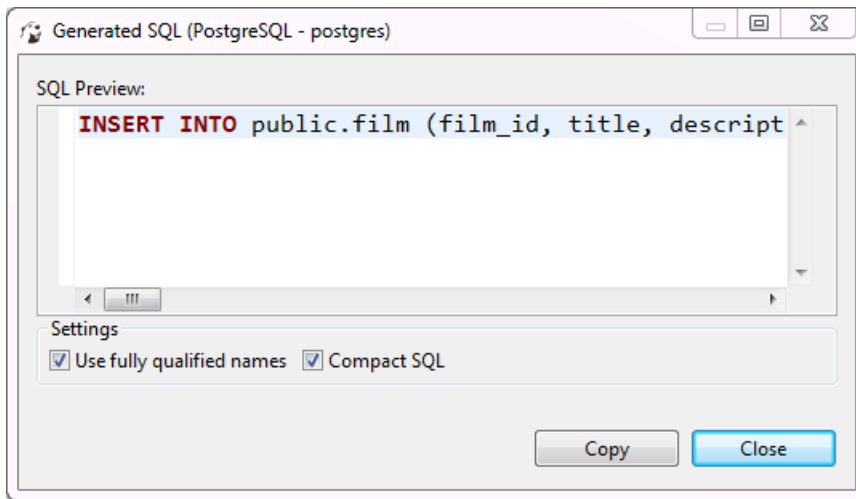 Generated SQL (PostgreSQL - postgres)
SQL Preview:
INSERT INTO public.film (film_id, title, descript
Settings
Use fully qualified names Compact SQL
Copy Close